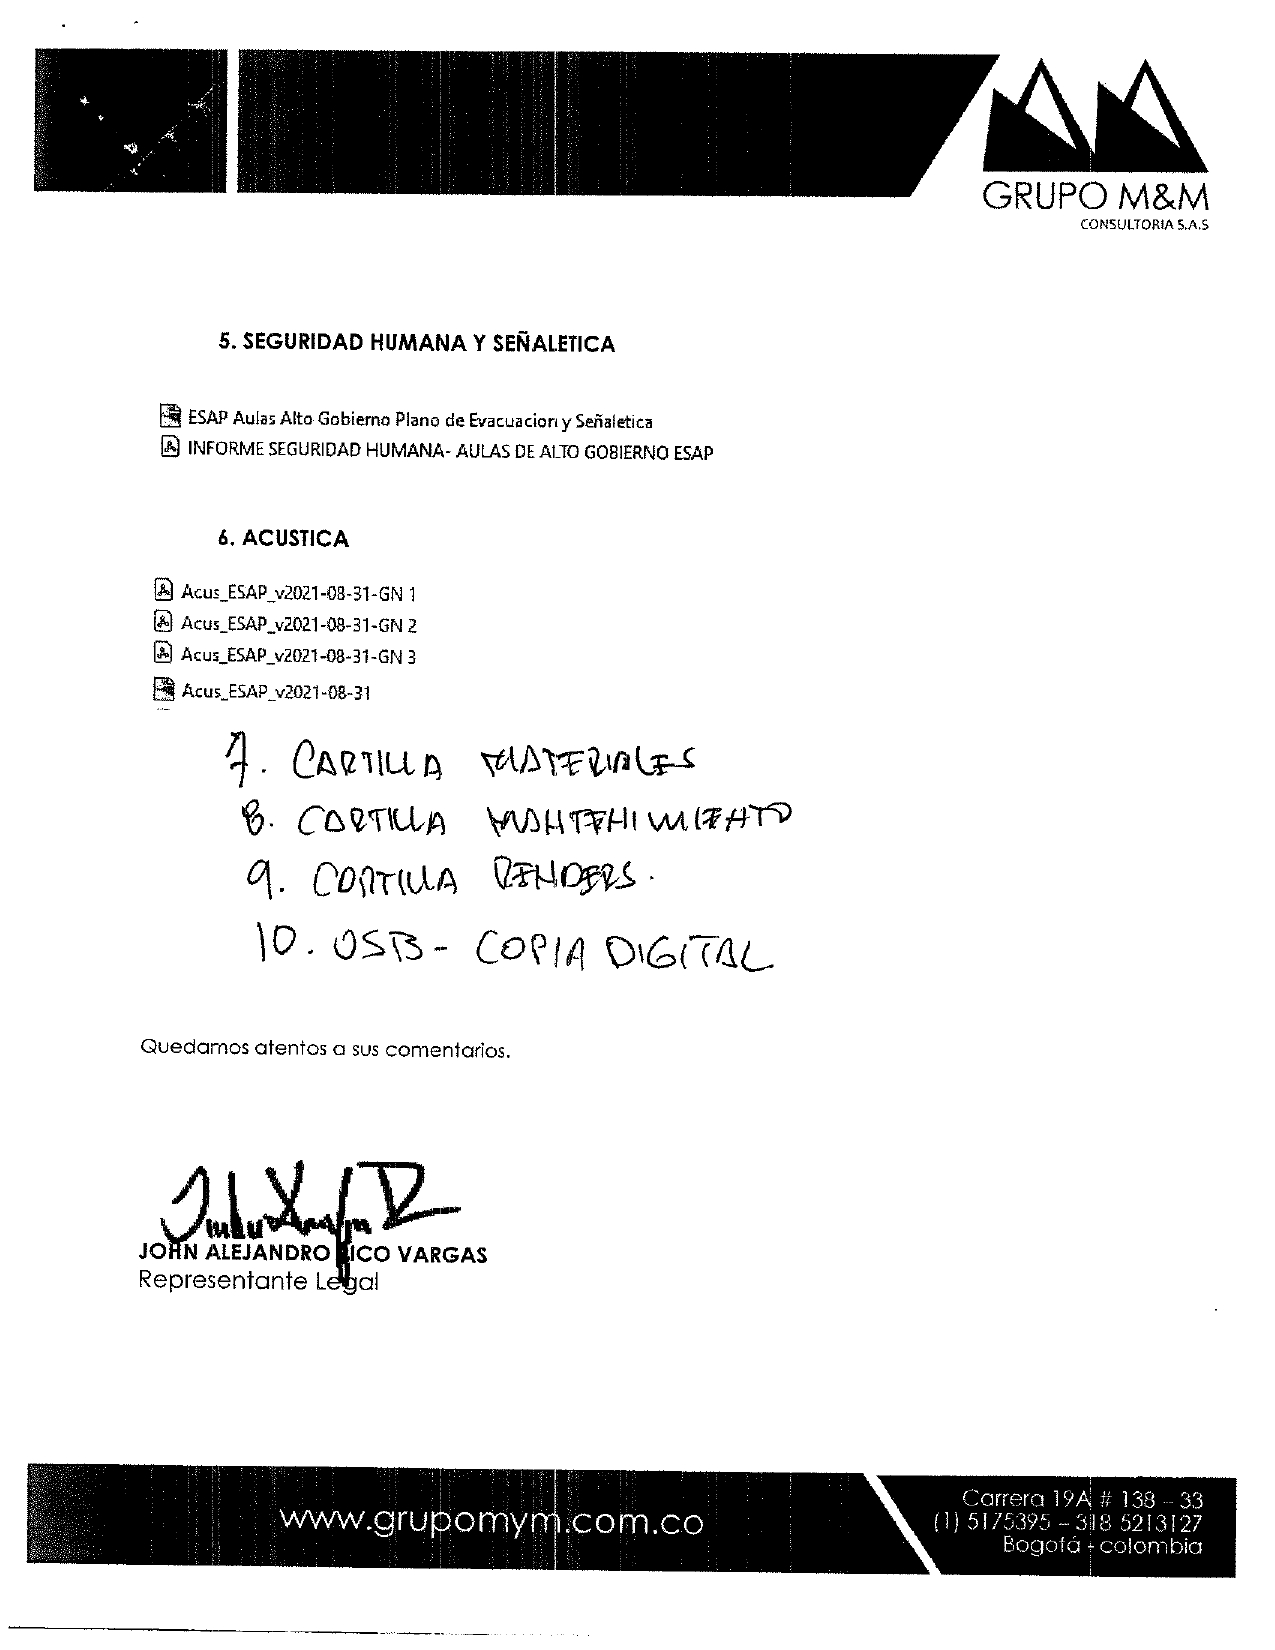 GRUPO M&M
CONSULTORIA S.A.S
5. SEGURIDAD HUMANA Y SEÑALETICA
ESAP Aulas Alto Gobierno Plano de Evacuacion y Señaletica
INFORME SEGURIDAD HUMANA- AULAS DE ALTO GOBIERNO ESAP
6. ACUSTICA
Acus_ESAP_v2021-08-31-GN 1
Acus_ESAP_v2021-08-31-GN 2
Acus_ESAP_v2021-08-31-GN 3
Acus_ESAP_v2021-08-31
7. CARTILLA MATERIALES
8. CARTILLA MANTENIMIENTO
9. CARTILLA RENDERS.
10. USB - COPIA DIGITAL
Quedamos atentos a sus comentarios.
JOHN ALEJANDRO RICO VARGAS
Representante Legal
www.grupomym.com.co
Carrera 19A # 138 – 33
(1) 5175395 – 318 5213127
Bogotá - colombia